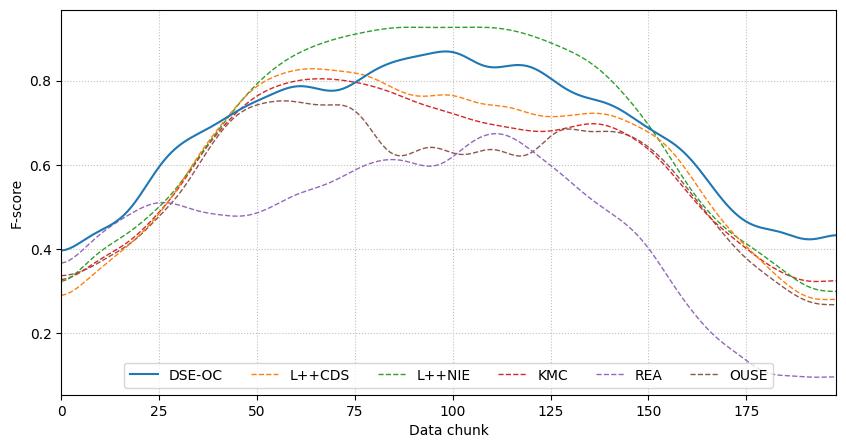 F-score
0.8
0.6
0.4
0.2
DSE-OC L++CDS L++NIE KMC REA OUSE
0 25 50 75 100 125 150 175
Data chunk